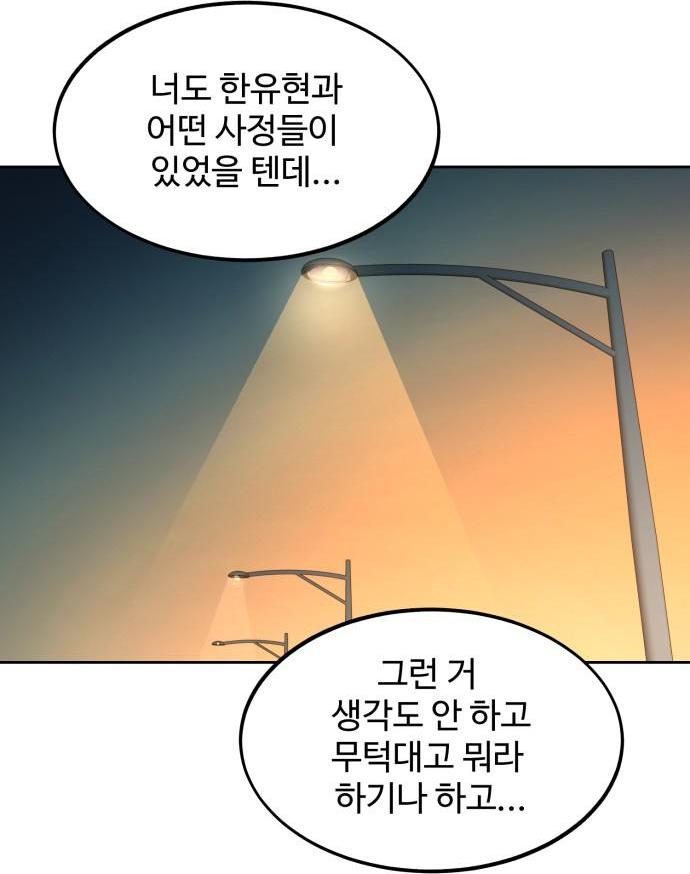 너도 한유현과
어떤 사정들이
있었을 텐데...
그런 거
생각도 안 하고
무턱대고 뭐라
하기나 하고...